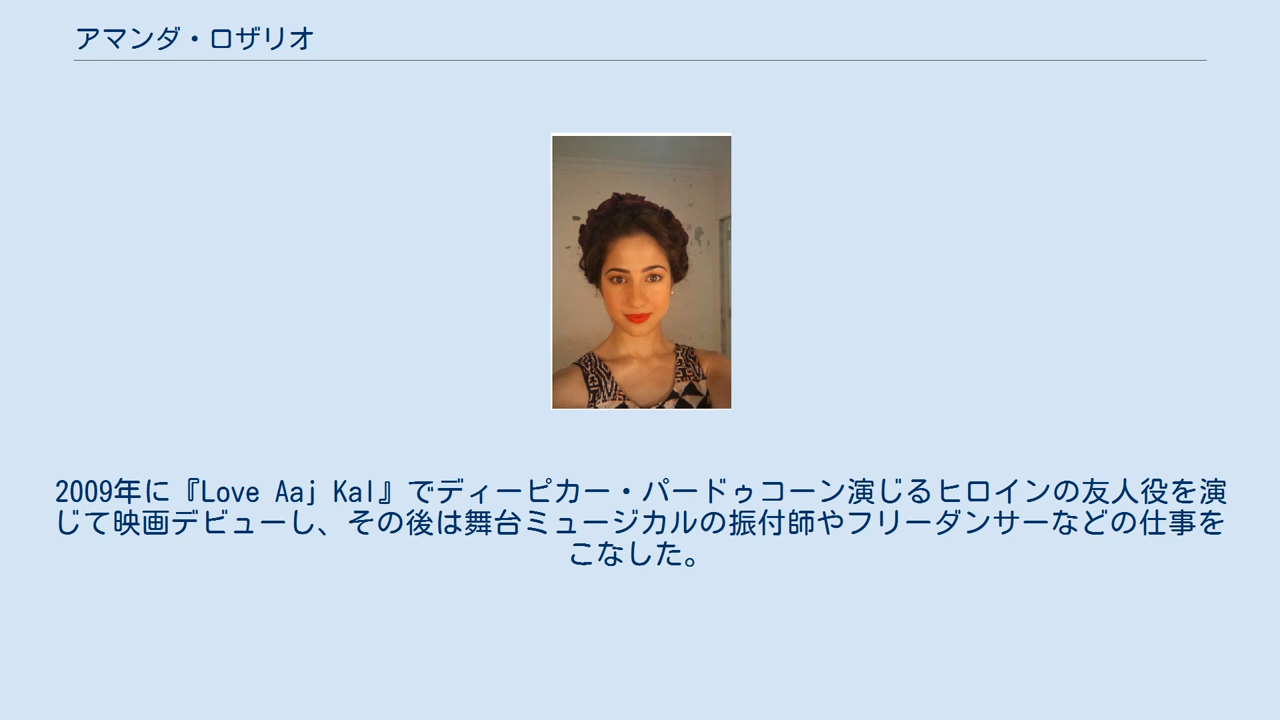 アマンダ・ロザリオ
2009年に『Love Aaj Kal』でディーピカー・パードゥコーン演じるヒロインの友人役を演
じて映画デビューし、その後は舞台ミュージカルの振付師やフリーダンサーなどの仕事を
こなした。